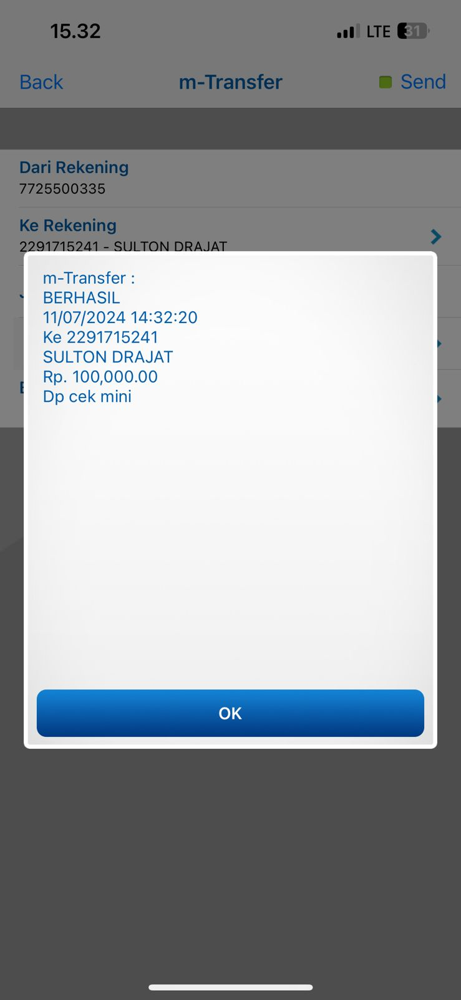 15.32
LTE
31
Back
m-Transfer
Send
Dari Rekening
7725500335
Ke Rekening
2291715241 - SULTON DRAJAT
m-Transfer :
BERHASIL
11/07/2024 14:32:20
Ke 2291715241
SULTON DRAJAT
Rp. 100,000.00
Dp cek mini
OK